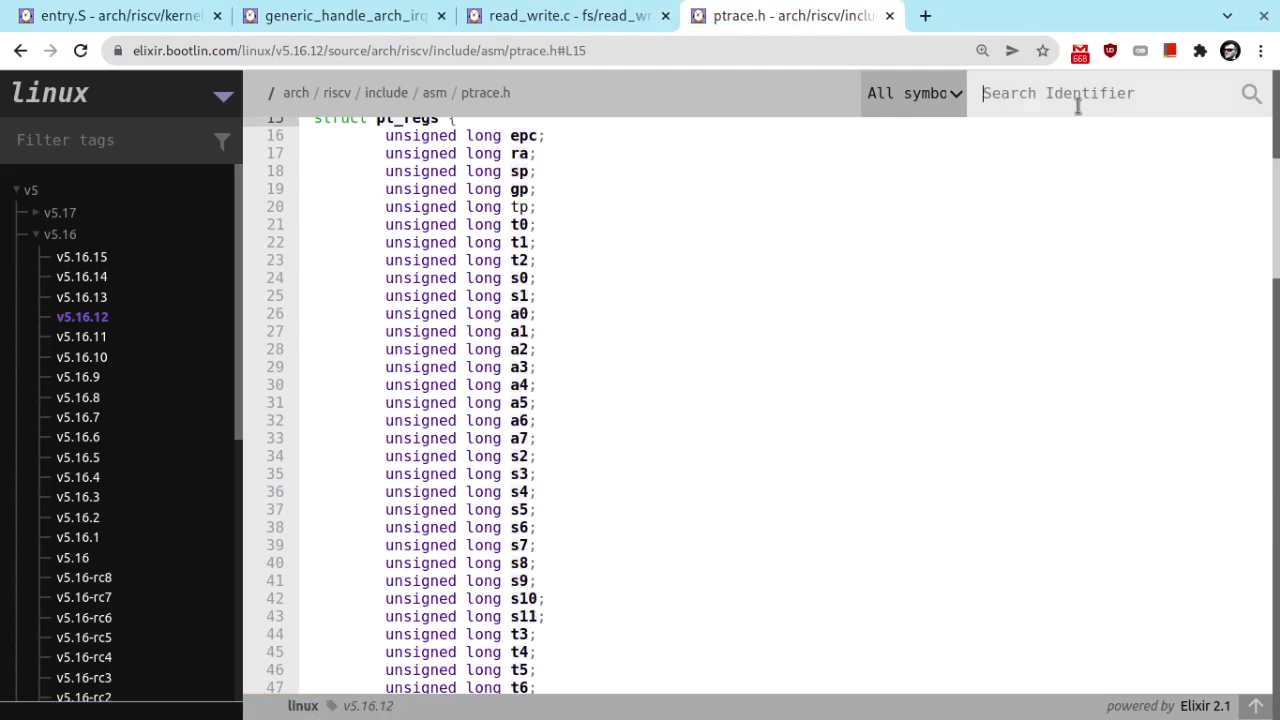 entry.S - arch/riscv/kernel
generic_handle_arch_irq
read_write.c - fs/read_wr
ptrace.h - arch/riscv/inclu
elixir.bootlin.com/linux/v5.16.12/source/arch/riscv/include/asm/ptrace.h#L15
668
linux
/ arch / riscv / include / asm / ptrace.h
All symbo
Search Identifier
Filter tags
v5
v5.17
v5.16
v5.16.15
v5.16.14
v5.16.13
v5.16.12
v5.16.11
v5.16.10
v5.16.9
v5.16.8
v5.16.7
v5.16.6
v5.16.5
v5.16.4
v5.16.3
v5.16.2
v5.16.1
v5.16
v5.16-rc8
v5.16-rc7
v5.16-rc6
v5.16-rc5
v5.16-rc4
v5.16-rc3
v5.16-rc2
15 struct pt_regs {
16 unsigned long epc;
17 unsigned long ra;
18 unsigned long sp;
19 unsigned long gp;
20 unsigned long tp;
21 unsigned long t0;
22 unsigned long t1;
23 unsigned long t2;
24 unsigned long s0;
25 unsigned long s1;
26 unsigned long a0;
27 unsigned long a1;
28 unsigned long a2;
29 unsigned long a3;
30 unsigned long a4;
31 unsigned long a5;
32 unsigned long a6;
33 unsigned long a7;
34 unsigned long s2;
35 unsigned long s3;
36 unsigned long s4;
37 unsigned long s5;
38 unsigned long s6;
39 unsigned long s7;
40 unsigned long s8;
41 unsigned long s9;
42 unsigned long s10;
43 unsigned long s11;
44 unsigned long t3;
45 unsigned long t4;
46 unsigned long t5;
47 unsigned long t6;
linux v5.16.12
powered by Elixir 2.1